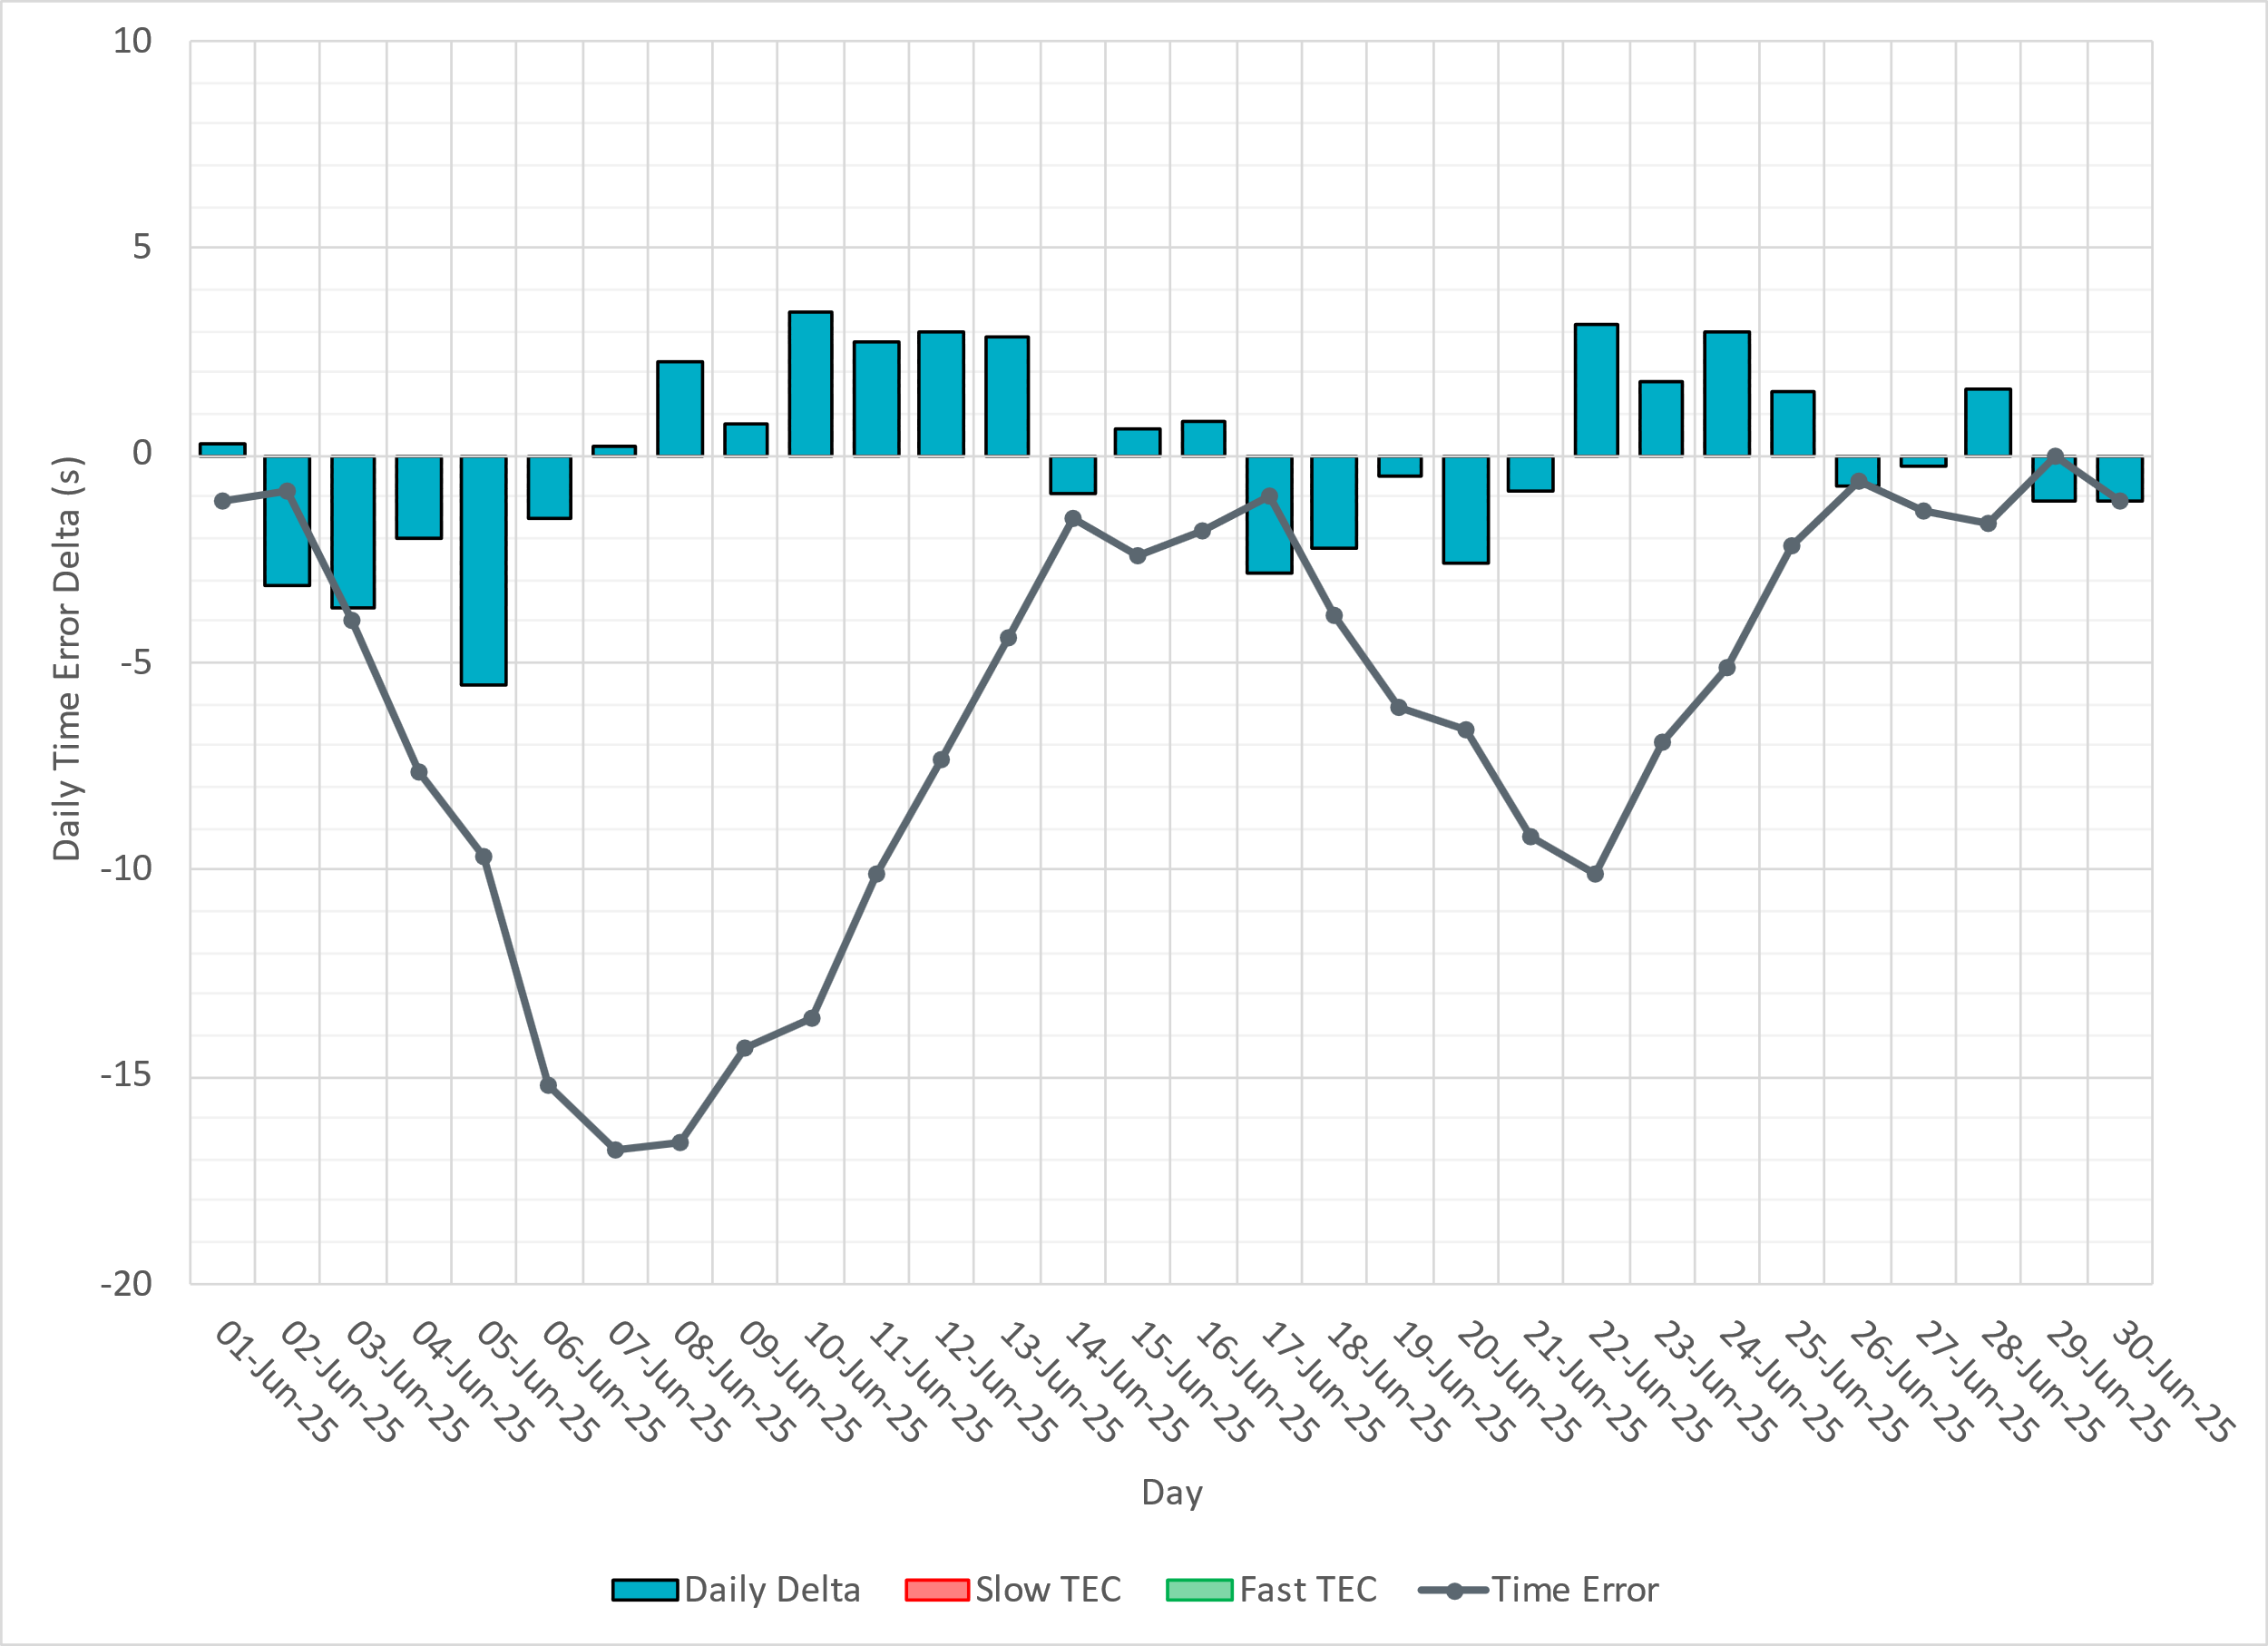 10
5
0
-5
-10
-15
-20
Daily Time Error Delta (s)
01-Jun-25
02-Jun-25
03-Jun-25
04-Jun-25
05-Jun-25
06-Jun-25
07-Jun-25
08-Jun-25
09-Jun-25
10-Jun-25
11-Jun-25
12-Jun-25
13-Jun-25
14-Jun-25
15-Jun-25
16-Jun-25
17-Jun-25
18-Jun-25
19-Jun-25
20-Jun-25
21-Jun-25
22-Jun-25
23-Jun-25
24-Jun-25
25-Jun-25
26-Jun-25
27-Jun-25
28-Jun-25
29-Jun-25
30-Jun-25
Day
Daily Delta Slow TEC Fast TEC Time Error